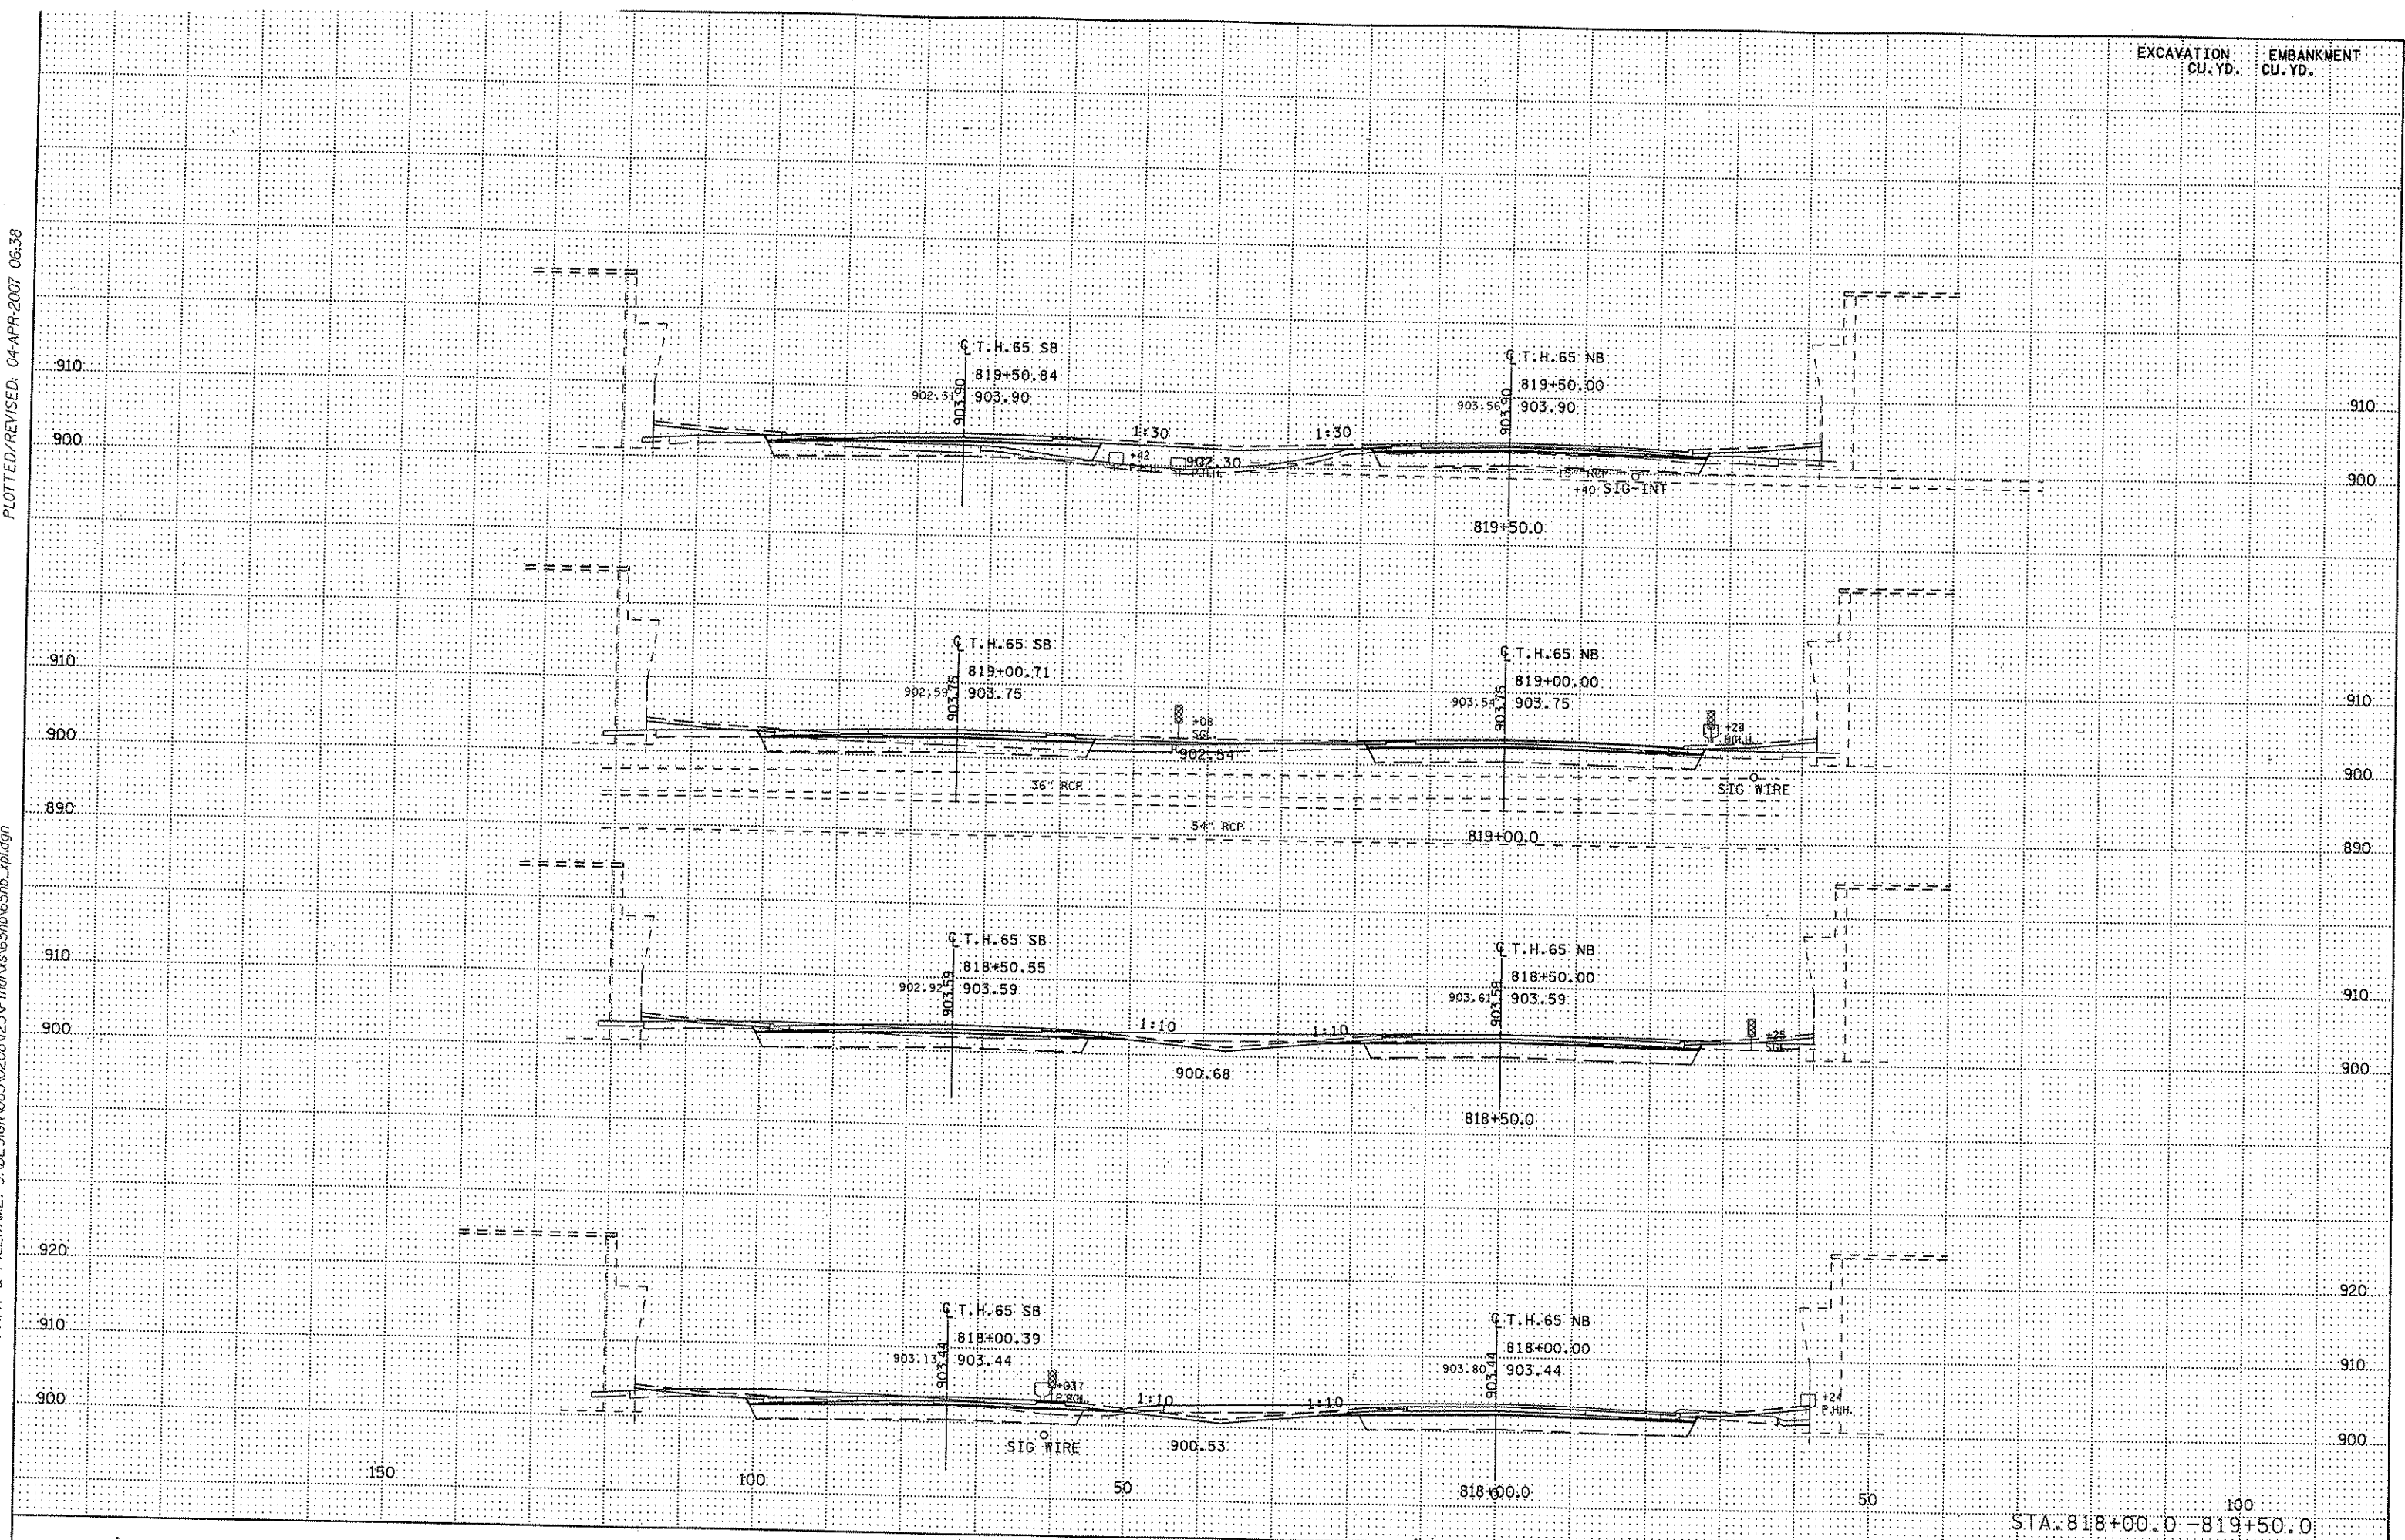 EXCAVATION EMBANKMENT
CU.YD. CU.YD.
PLOTTED/REVISED: 04-APR-2007 06:38
℄ T.H.65 SB
819+50.84
902.31 903.90
903.90
℄ T.H.65 NB
819+50.00
903.56 903.90
903.90
910 910
900 900
1:30 1:30
+42
P.H.H.
902.30
P.H.H.
15" RCP
+40 SIG-INT
819+50.0
℄ T.H.65 SB
819+00.71
902.59 903.75
903.75
℄ T.H.65 NB
819+00.00
903.54 903.75
903.75
910 910
900 900
890 890
+08
SGL
902.54
SIG WIRE
36" RCP
54" RCP
819+00.0
℄ T.H.65 SB
818+50.55
902.92 903.59
903.59
℄ T.H.65 NB
818+50.00
903.61 903.59
903.59
910 910
900 900
1:10 1:10
+25
SGL
900.68
818+50.0
℄ T.H.65 SB
818+00.39
903.13 903.44
903.44
℄ T.H.65 NB
818+00.00
903.80 903.44
903.44
920 920
910 910
900 900
1:10 1:10
+24
P.H.H.
SIG WIRE
900.53
150 100 50 50 100
818+00.0
STA.818+00.0 -819+50.0